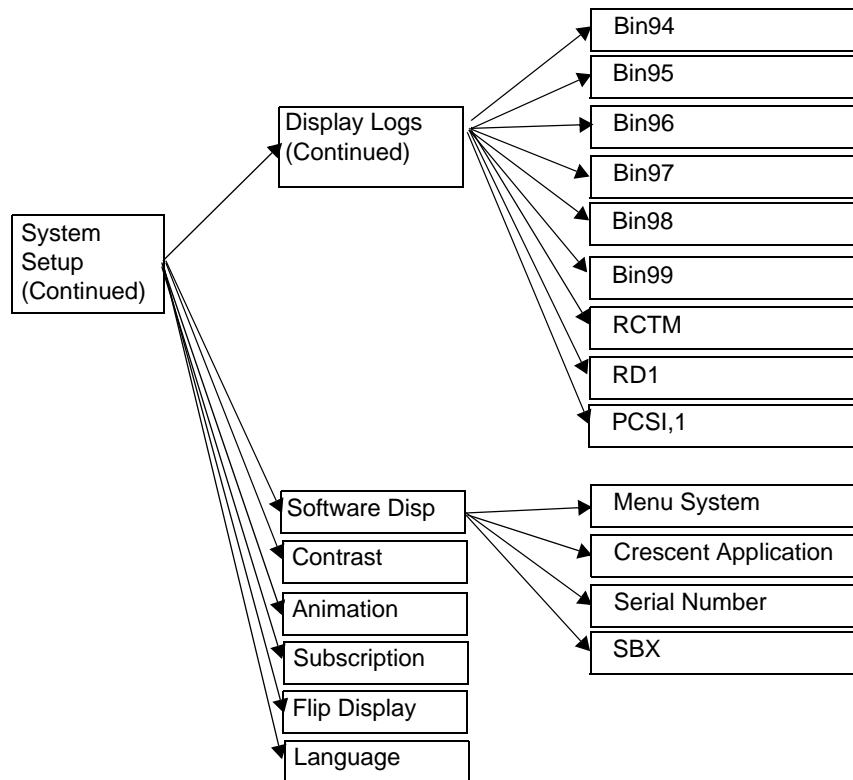 System
Setup
(Continued)
Display Logs
(Continued)
Bin94
Bin95
Bin96
Bin97
Bin98
Bin99
RCTM
RD1
PCSI,1
Software Disp
Contrast
Animation
Subscription
Flip Display
Language
Menu System
Crescent Application
Serial Number
SBX